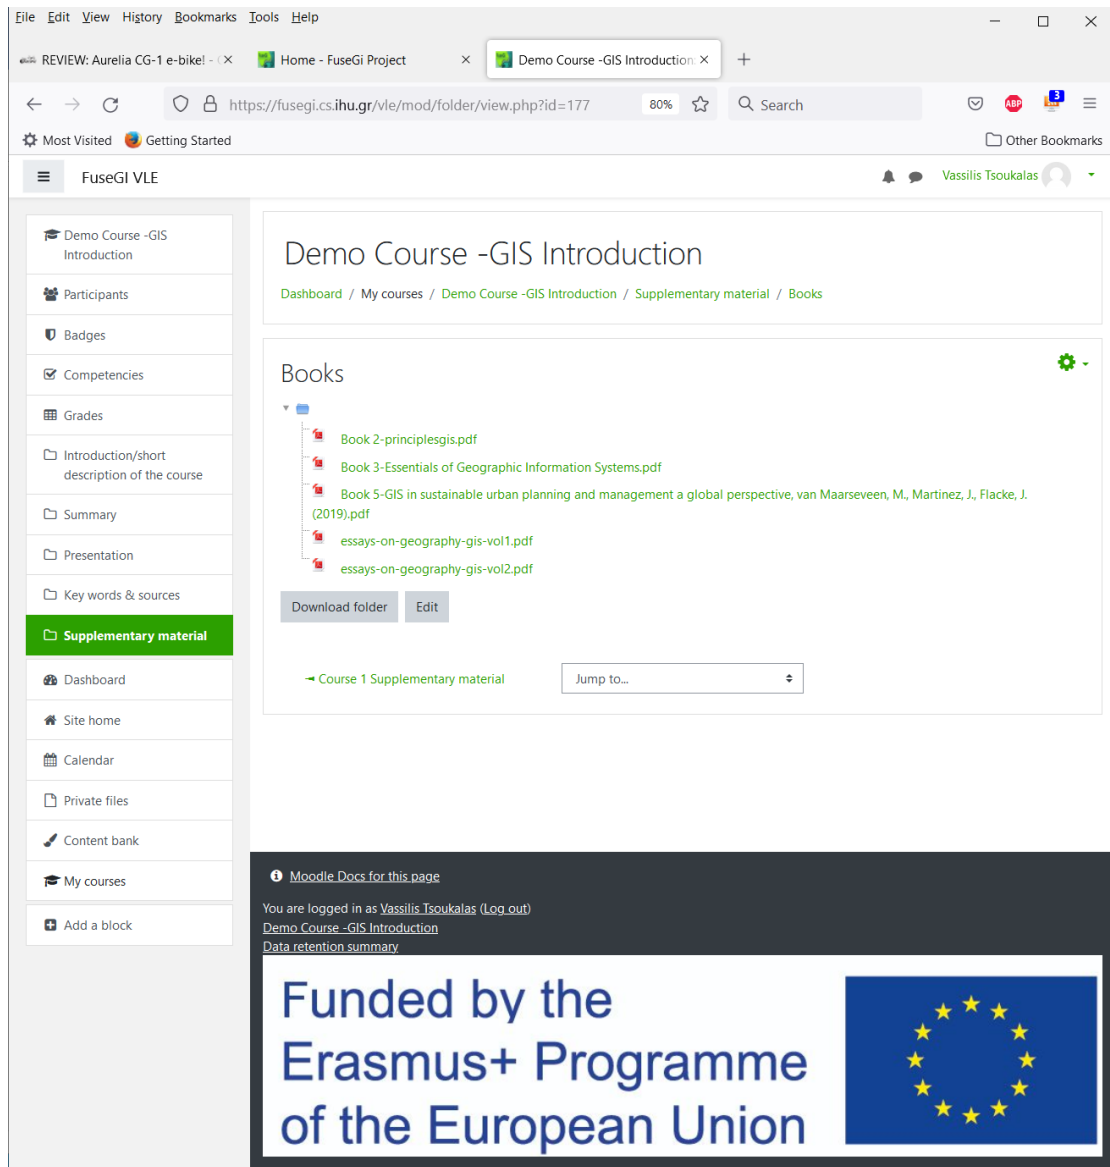 File Edit View History Bookmarks Tools Help
REVIEW: Aurelia CG-1 e-bike! - Home - FuseGi Project Demo Course -GIS Introduction:
https://fusegi.cs.ihu.gr/vle/mod/folder/view.php?id=177 80% Search ABP 3
Most Visited Getting Started Other Bookmarks
FuseGI VLE Vassilis Tsoukalas
Demo Course -GIS
Introduction
Participants
Badges
Competencies
Grades
Introduction/short
description of the course
Summary
Presentation
Key words & sources
Supplementary material
Dashboard
Site home
Calendar
Private files
Content bank
My courses
Add a block
Demo Course -GIS Introduction
Dashboard / My courses / Demo Course -GIS Introduction / Supplementary material / Books
Books
Book 2-principlesgis.pdf
Book 3-Essentials of Geographic Information Systems.pdf
Book 5-GIS in sustainable urban planning and management a global perspective, van Maarseveen, M., Martinez, J., Flacke, J.
(2019).pdf
essays-on-geography-gis-vol1.pdf
essays-on-geography-gis-vol2.pdf
Download folder Edit
◄ Course 1 Supplementary material Jump to...
Moodle Docs for this page
You are logged in as Vassilis Tsoukalas (Log out)
Demo Course -GIS Introduction
Data retention summary
Funded by the
Erasmus+ Programme
of the European Union